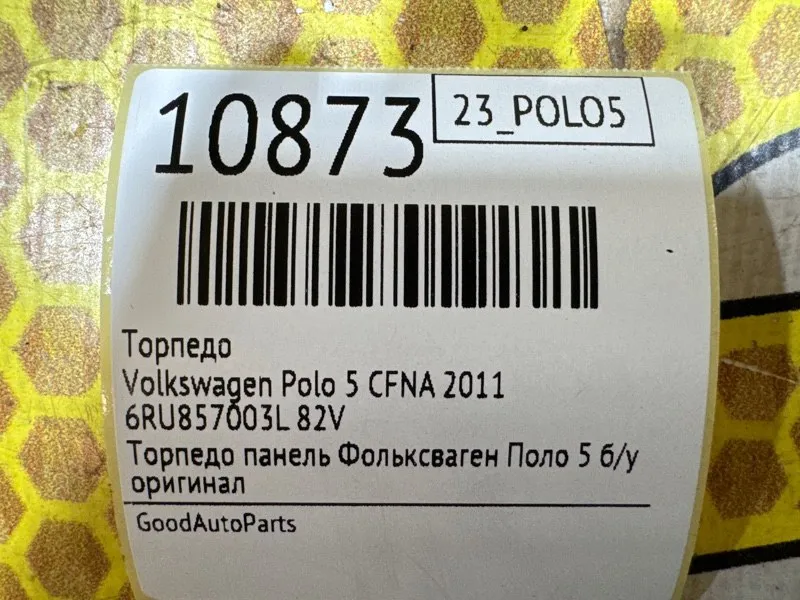 10873
23_POLO5
Торпедо
Volkswagen Polo 5 CFNA 2011
6RU857003L 82V
Торпедо панель Фольксваген Поло 5 б/у
оригинал
GoodAutoParts